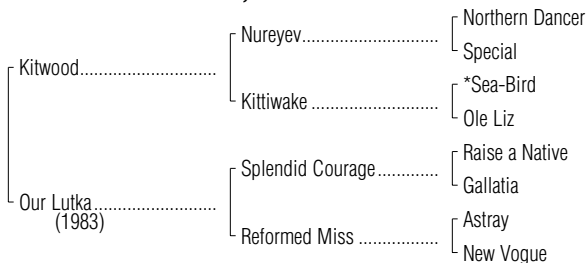 Northern Dancer
Nureyev
Special
Kitwood
*Sea-Bird
Kittiwake
Ole Liz
Raise a Native
Splendid Courage
Gallatia
Our Lutka
(1983)
Astray
Reformed Miss
New Vogue